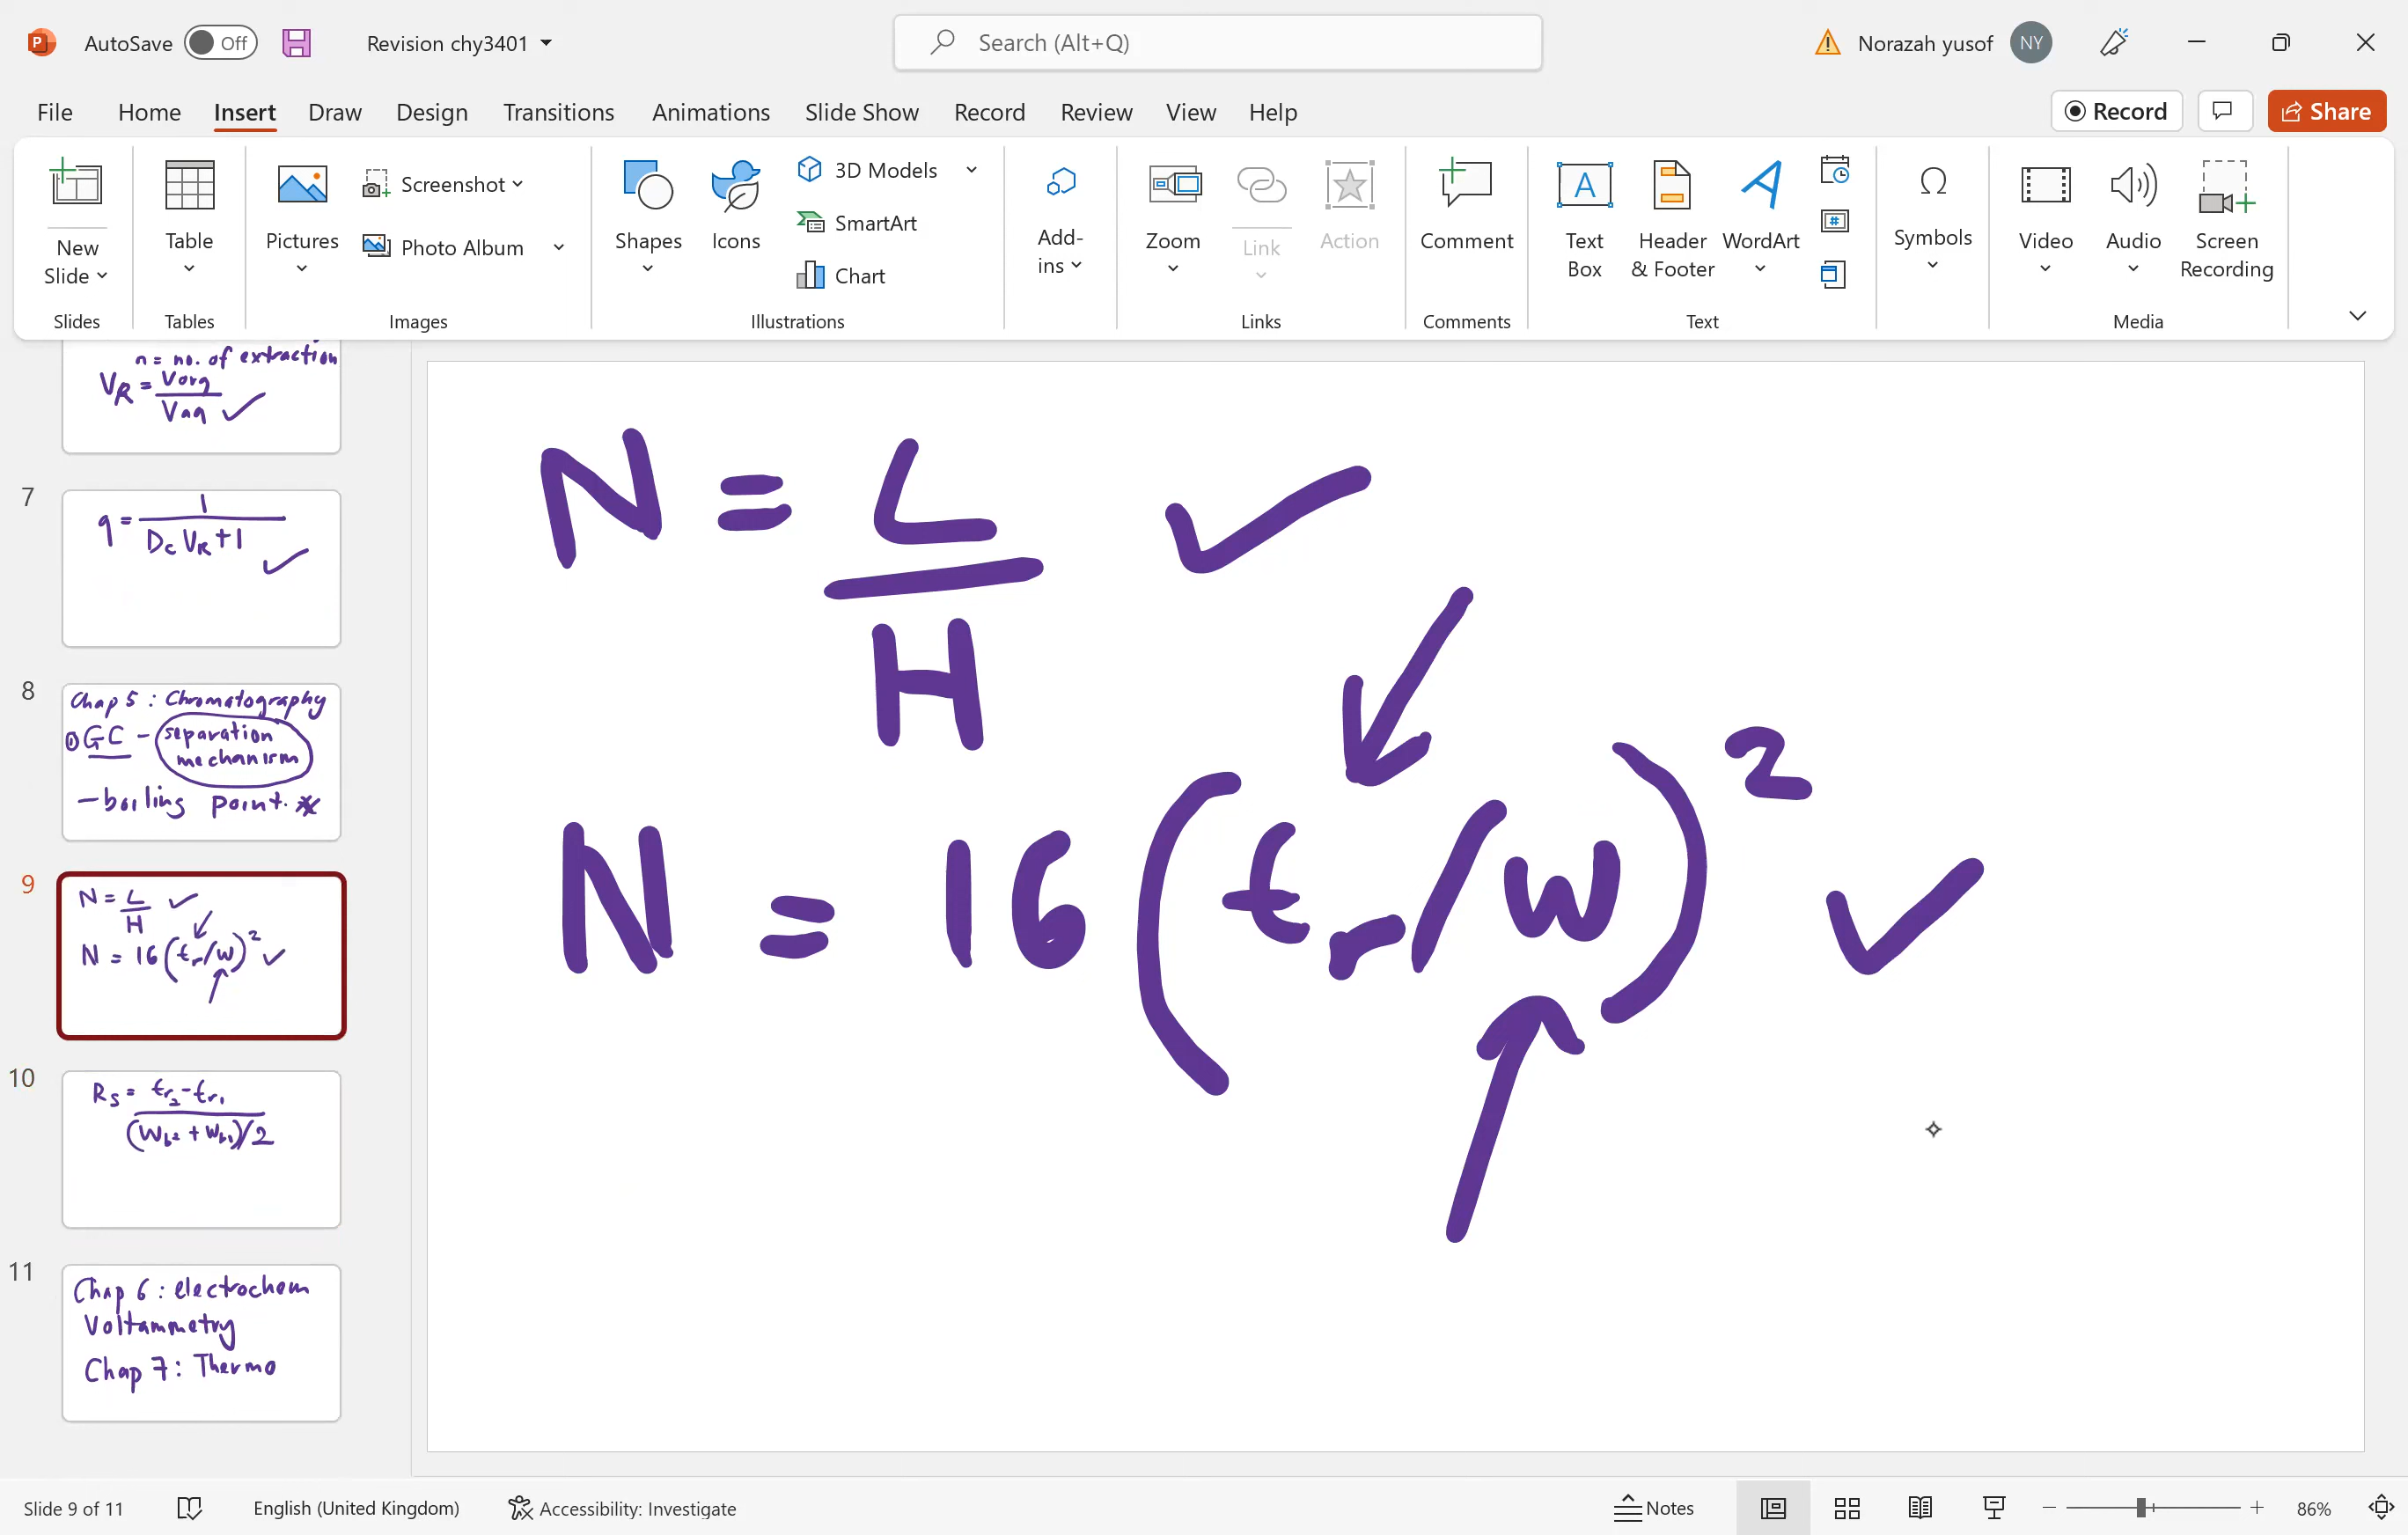 AutoSave Off Revision chy3401 Search (Alt+Q) Norazah yusof NY
File Home Insert Draw Design Transitions Animations Slide Show Record Review View Help Record Share
New Slide
Table
Pictures
Screenshot
Photo Album
Shapes
Icons
3D Models
SmartArt
Chart
Add-ins
Zoom
Link
Action
Comment
Text Box
Header & Footer
WordArt
Symbols
Video
Audio
Screen Recording
Slides Tables Images Illustrations Links Comments Text Media
n = no. of extraction
VR = Vorg
Vaq ✓
7
q = 1
Dc VR + 1 ✓
8
Chap 5 : Chromatography
① GC - separation
mechanism
- boiling point. *
9
N = L ✓
H
N = 16 (tr/w)² ✓
10
Rs = tr2 - tr1
(Wb2 + Wb1)/2
11
Chap 6 : electrochem
Voltammetry
Chap 7 : Thermo
N = L ✓
H
N = 16 (tr/w)² ✓
Slide 9 of 11 English (United Kingdom) Accessibility: Investigate Notes 86%